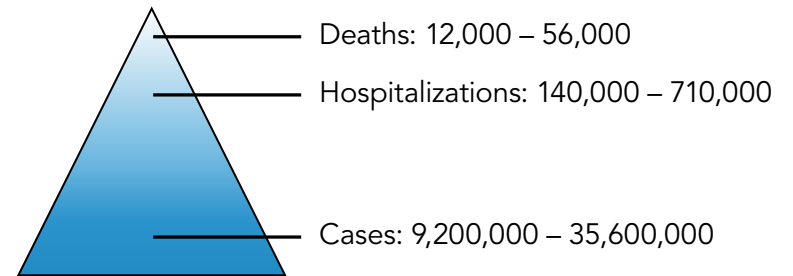 Deaths: 12,000 – 56,000
Hospitalizations: 140,000 – 710,000
Cases: 9,200,000 – 35,600,000